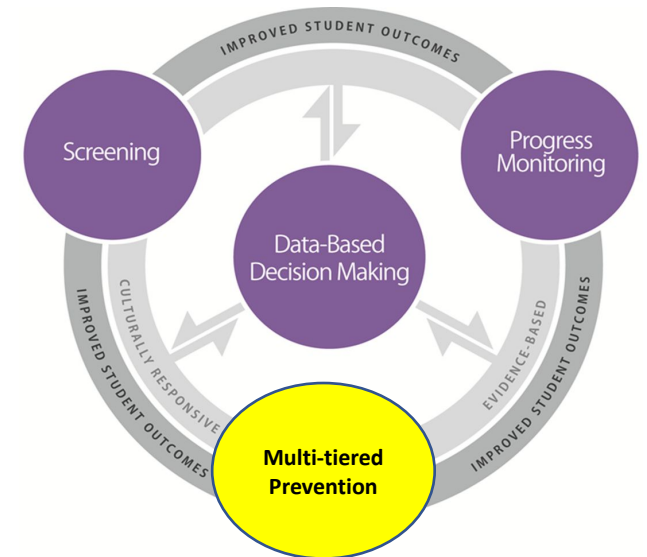 IMPROVED STUDENT OUTCOMES
Screening
Progress
Monitoring
Data-Based
Decision Making
CULTURALLY RESPONSIVE
EVIDENCE-BASED
IMPROVED STUDENT OUTCOMES
IMPROVED STUDENT OUTCOMES
Multi-tiered
Prevention